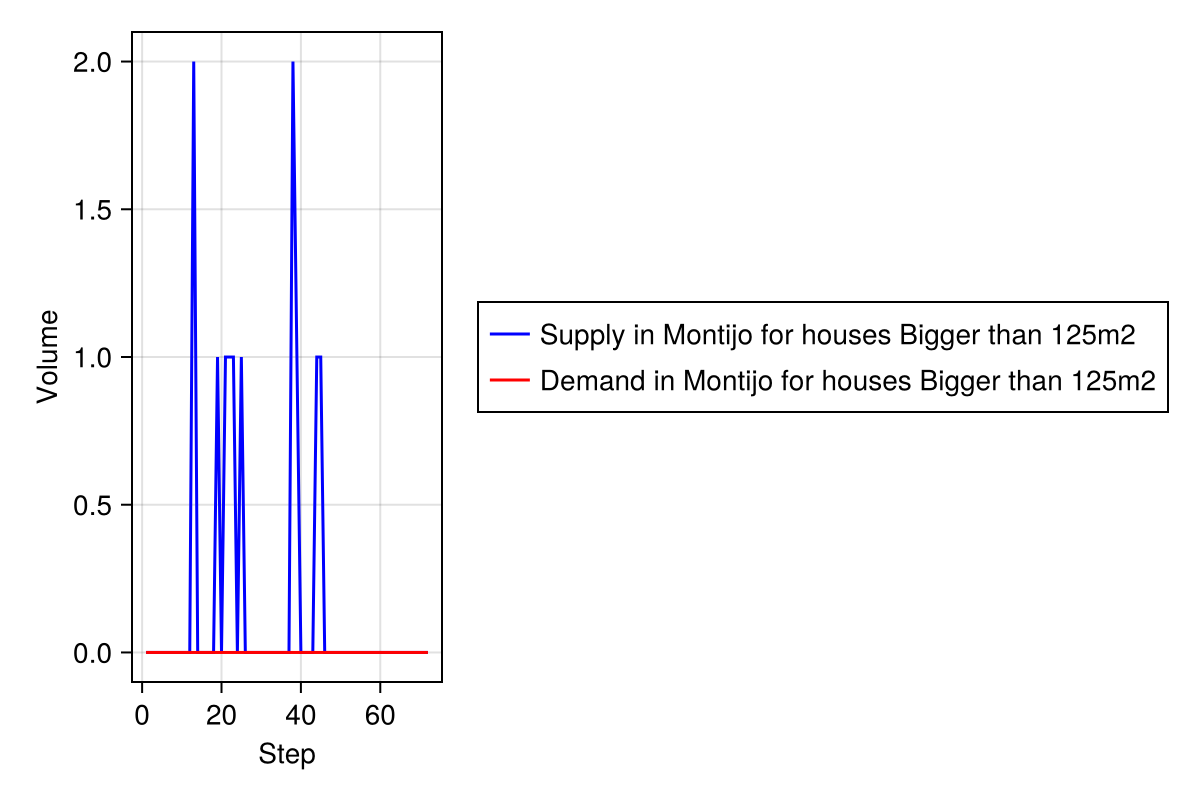 2.0
1.5
1.0
0.5
0.0
Volume
0 20 40 60
Step
Supply in Montijo for houses Bigger than 125m2
Demand in Montijo for houses Bigger than 125m2